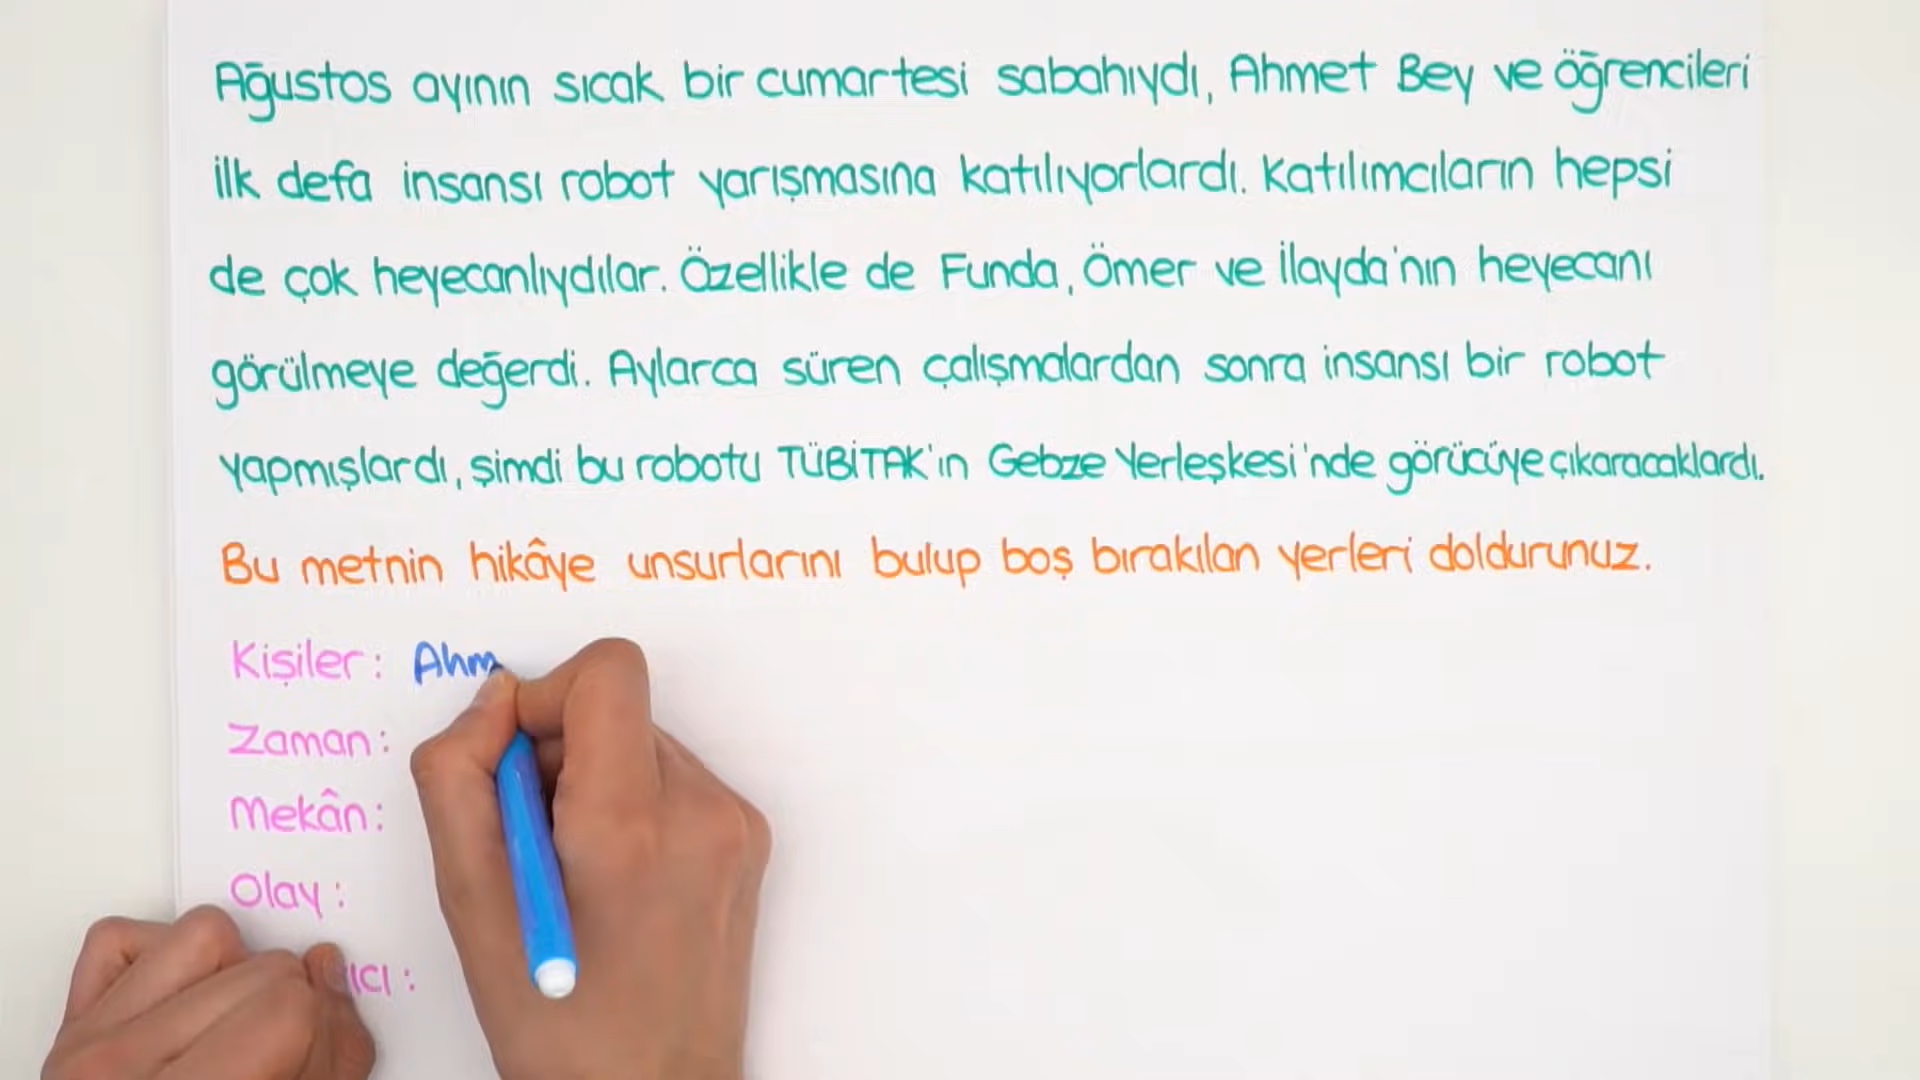 Ağustos ayının sıcak bir cumartesi sabahıydı, Ahmet Bey ve öğrencileri
ilk defa insansı robot yarışmasına katılıyorlardı. Katılımcıların hepsi
de çok heyecanlıydılar. Özellikle de Funda, Ömer ve İlayda'nın heyecanı
görülmeye değerdi. Aylarca süren çalışmalardan sonra insansı bir robot
yapmışlardı, şimdi bu robotu TÜBİTAK'ın Gebze Yerleşkesi'nde görücüye çıkaracaklardı.
Bu metnin hikâye unsurlarını bulup boş bırakılan yerleri doldurunuz.
Kişiler: Ahm
Zaman:
Mekân:
Olay: